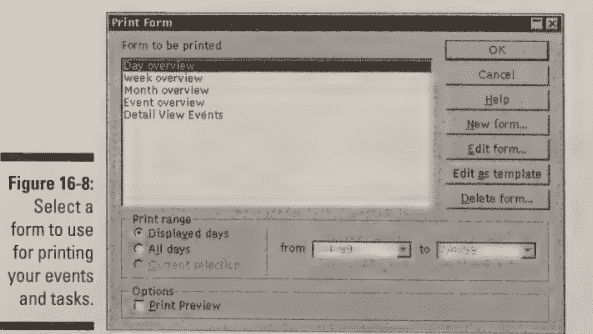 Print Form
Form to be printed
Day overview
Week overview
Month overview
Event overview
Detail View Events
OK
Cancel
Help
New form...
Edit form...
Edit as template
Delete form...
Print range
Displayed days
All days
Current selection
from
to
Options
Print Preview
Figure 16-8:
Select a
form to use
for printing
your events
and tasks.